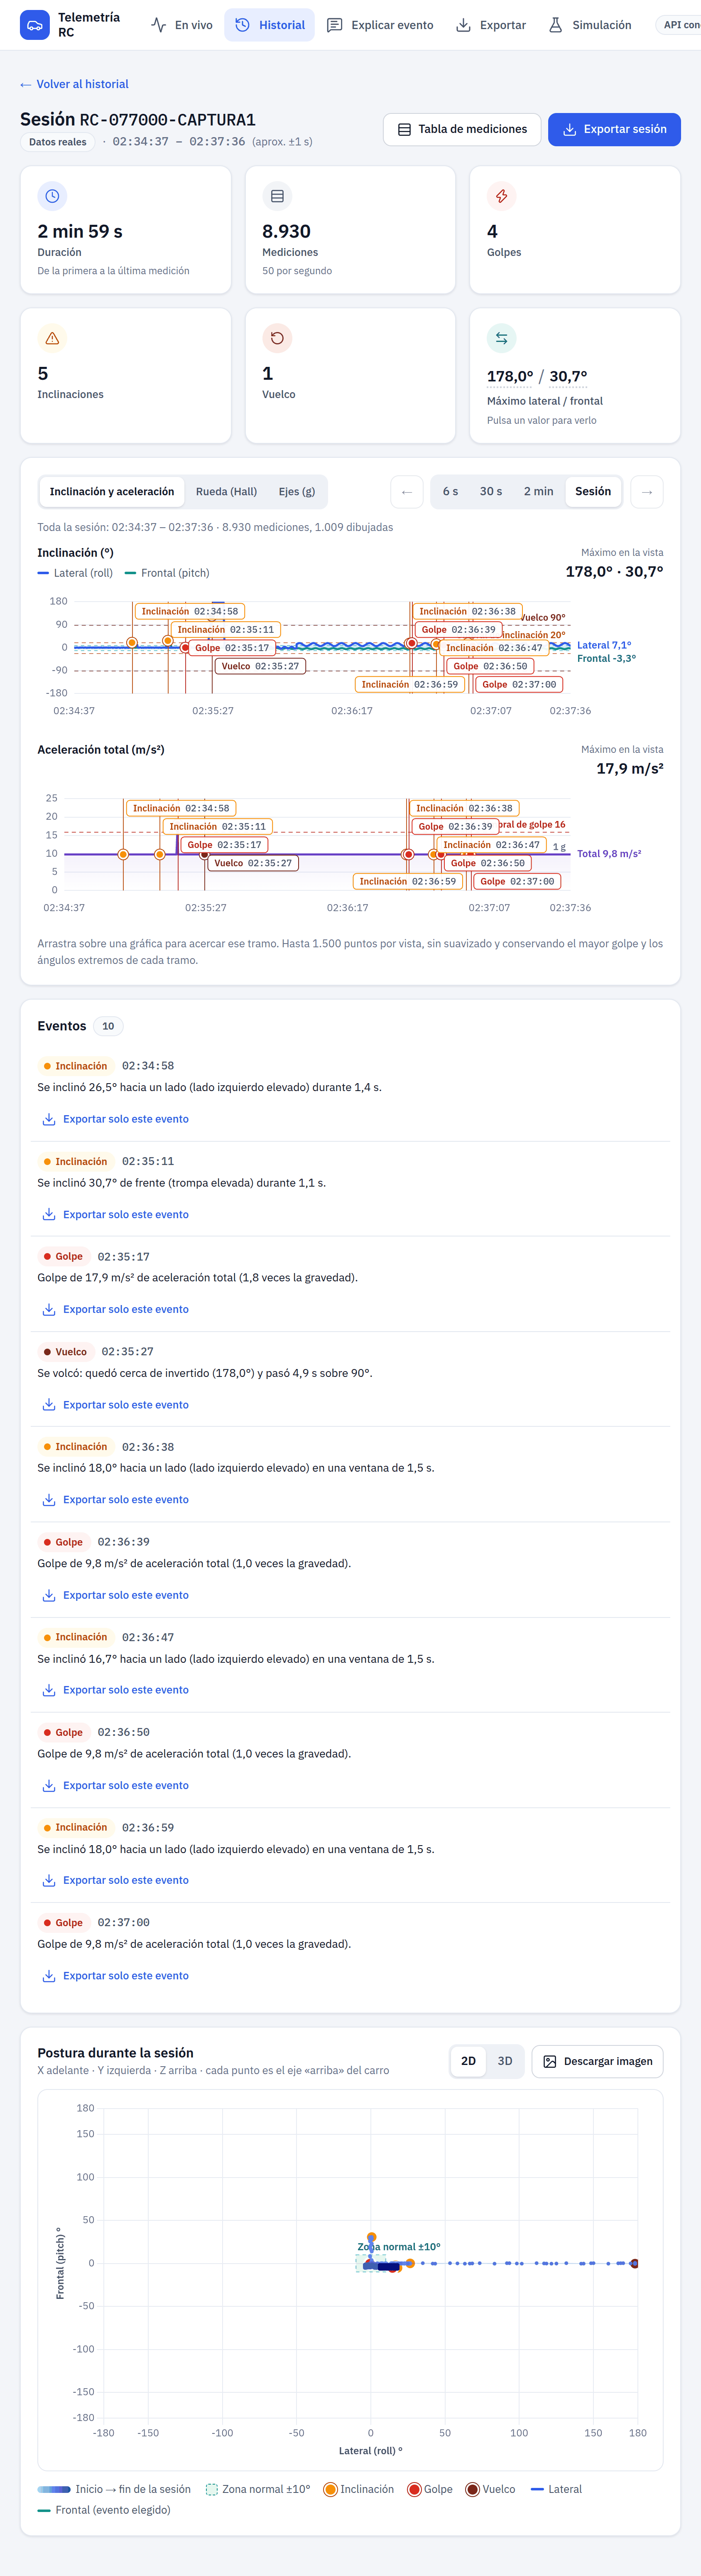 Telemetría
RC
En vivo
Historial
Explicar evento
Exportar
Simulación
API con
← Volver al historial
Sesión RC-077000-CAPTURA1
Datos reales · 02:34:37 – 02:37:36 (aprox. ±1 s)
Tabla de mediciones
Exportar sesión
2 min 59 s
Duración
De la primera a la última medición
8.930
Mediciones
50 por segundo
4
Golpes
5
Inclinaciones
1
Vuelco
178,0° / 30,7°
Máximo lateral / frontal
Pulsa un valor para verlo
Inclinación y aceleración
Rueda (Hall)
Ejes (g)
←
6 s
30 s
2 min
Sesión
→
Toda la sesión: 02:34:37 – 02:37:36 · 8.930 mediciones, 1.009 dibujadas
Inclinación (°)
Máximo en la vista
Lateral (roll)
Frontal (pitch)
178,0° · 30,7°
180
90
0
-90
-180
Inclinación 02:34:58
Inclinación 02:35:11
Golpe 02:35:17
Vuelco 02:35:27
Inclinación 02:36:38
Golpe 02:36:39
Inclinación 02:36:47
Golpe 02:36:50
Inclinación 02:36:59
Golpe 02:37:00
Vuelco 90°
Inclinación 20°
Lateral 7,1°
Frontal -3,3°
02:34:37
02:35:27
02:36:17
02:37:07
02:37:36
Aceleración total (m/s²)
Máximo en la vista
17,9 m/s²
25
20
15
10
5
0
Inclinación 02:34:58
Inclinación 02:35:11
Golpe 02:35:17
Vuelco 02:35:27
Inclinación 02:36:38
Golpe 02:36:39
Inclinación 02:36:47
Golpe 02:36:50
Inclinación 02:36:59
Golpe 02:37:00
bral de golpe 16
1 g
Total 9,8 m/s²
02:34:37
02:35:27
02:36:17
02:37:07
02:37:36
Arrastra sobre una gráfica para acercar ese tramo. Hasta 1.500 puntos por vista, sin suavizado y conservando el mayor golpe y los
ángulos extremos de cada tramo.
Eventos 10
Inclinación 02:34:58
Se inclinó 26,5° hacia un lado (lado izquierdo elevado) durante 1,4 s.
Exportar solo este evento
Inclinación 02:35:11
Se inclinó 30,7° de frente (trompa elevada) durante 1,1 s.
Exportar solo este evento
Golpe 02:35:17
Golpe de 17,9 m/s² de aceleración total (1,8 veces la gravedad).
Exportar solo este evento
Vuelco 02:35:27
Se volcó: quedó cerca de invertido (178,0°) y pasó 4,9 s sobre 90°.
Exportar solo este evento
Inclinación 02:36:38
Se inclinó 18,0° hacia un lado (lado izquierdo elevado) en una ventana de 1,5 s.
Exportar solo este evento
Golpe 02:36:39
Golpe de 9,8 m/s² de aceleración total (1,0 veces la gravedad).
Exportar solo este evento
Inclinación 02:36:47
Se inclinó 16,7° hacia un lado (lado izquierdo elevado) en una ventana de 1,5 s.
Exportar solo este evento
Golpe 02:36:50
Golpe de 9,8 m/s² de aceleración total (1,0 veces la gravedad).
Exportar solo este evento
Inclinación 02:36:59
Se inclinó 18,0° hacia un lado (lado izquierdo elevado) en una ventana de 1,5 s.
Exportar solo este evento
Golpe 02:37:00
Golpe de 9,8 m/s² de aceleración total (1,0 veces la gravedad).
Exportar solo este evento
Postura durante la sesión
X adelante · Y izquierda · Z arriba · cada punto es el eje «arriba» del carro
2D
3D
Descargar imagen
180
150
100
50
0
-50
-100
-150
-180
Frontal (pitch) °
Zona normal ±10°
-180
-150
-100
-50
0
50
100
150
180
Lateral (roll) °
Inicio → fin de la sesión
Zona normal ±10°
Inclinación
Golpe
Vuelco
Lateral
Frontal (evento elegido)